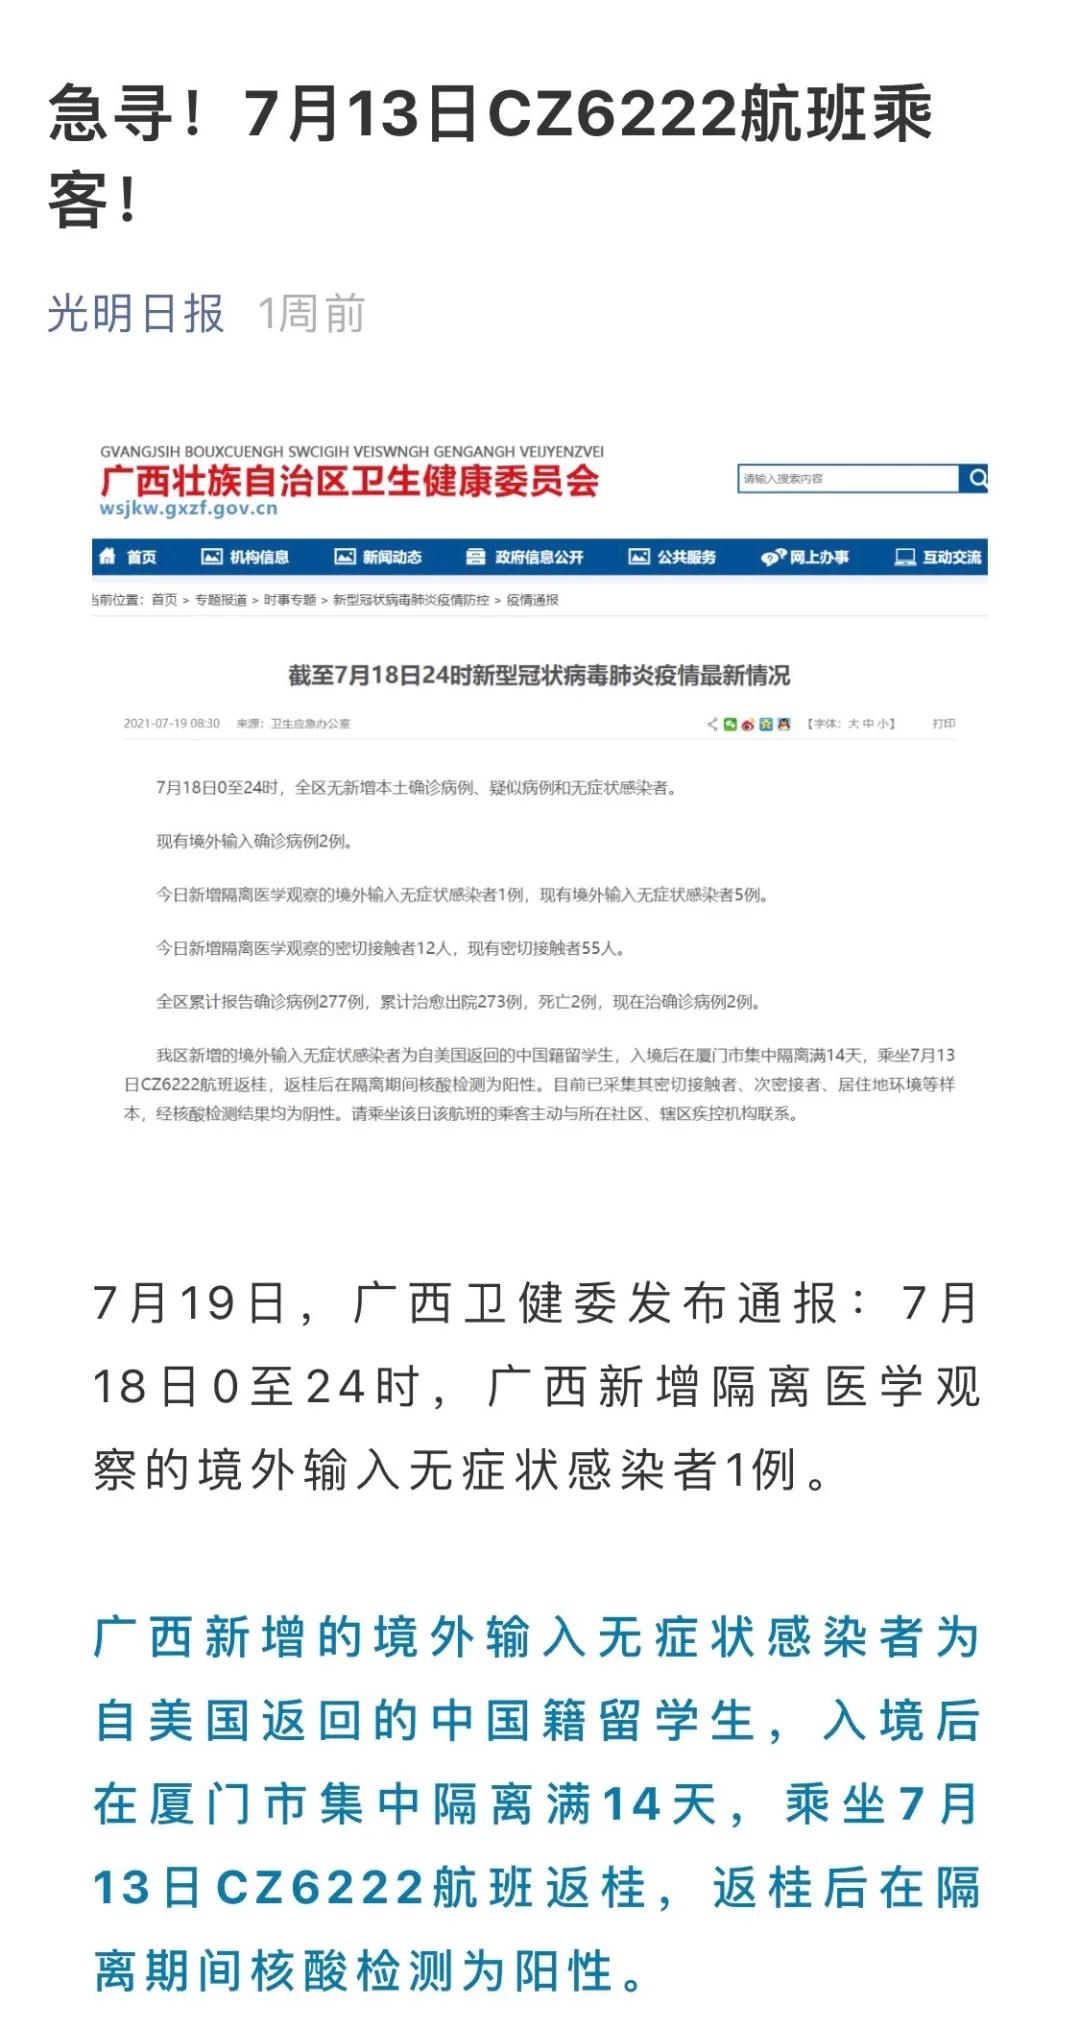 急寻！7月13日CZ6222航班乘
客！
光明日报 1周前
GVANGJSIH BOUXCUENGH SWCIGIH VEISWNGH GENGANGH VEIJYENZVEI
广西壮族自治区卫生健康委员会
wsjkw.gxzf.gov.cn
请输入搜索内容
首页 机构信息 新闻动态 政府信息公开 公共服务 网上办事 互动交流
当前位置：首页 > 专题报道 > 时事专题 > 新型冠状病毒肺炎疫情防控 > 疫情通报
截至7月18日24时新型冠状病毒肺炎疫情最新情况
2021-07-19 08:30 来源：卫生应急办公室 【字体：大 中 小】 打印
7月18日0至24时，全区无新增本土确诊病例、疑似病例和无症状感染者。
现有境外输入确诊病例2例。
今日新增隔离医学观察的境外输入无症状感染者1例，现有境外输入无症状感染者5例。
今日新增隔离医学观察的密切接触者12人，现有密切接触者55人。
全区累计报告确诊病例277例，累计治愈出院273例，死亡2例，现在治确诊病例2例。
我区新增的境外输入无症状感染者为自美国返回的中国籍留学生，入境后在厦门市集中隔离满14天，乘坐7月13
日CZ6222航班返桂，返桂后在隔离期间核酸检测为阳性。目前已采集其密切接触者、次密接者、居住地环境等样
本，经核酸检测结果均为阴性。请乘坐该日该航班的乘客主动与所在社区、辖区疾控机构联系。
7月19日，广西卫健委发布通报：7月
18日0至24时，广西新增隔离医学观
察的境外输入无症状感染者1例。
广西新增的境外输入无症状感染者为
自美国返回的中国籍留学生，入境后
在厦门市集中隔离满14天，乘坐7月
13日CZ6222航班返桂，返桂后在隔
离期间核酸检测为阳性。